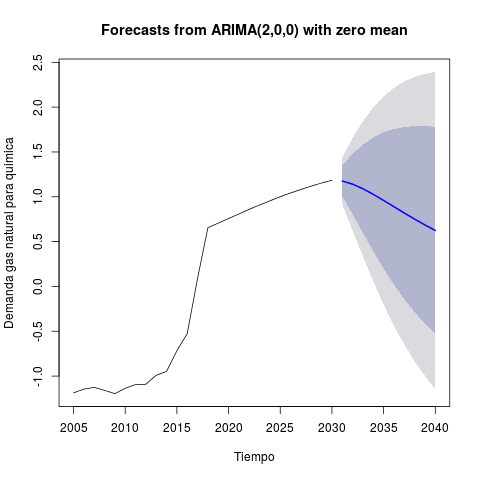 Forecasts from ARIMA(2,0,0) with zero mean
Demanda gas natural para quimica
2.5
2.0
1.5
1.0
0.5
0.0
-0.5
-1.0
2005 2010 2015 2020 2025 2030 2035 2040
Tiempo